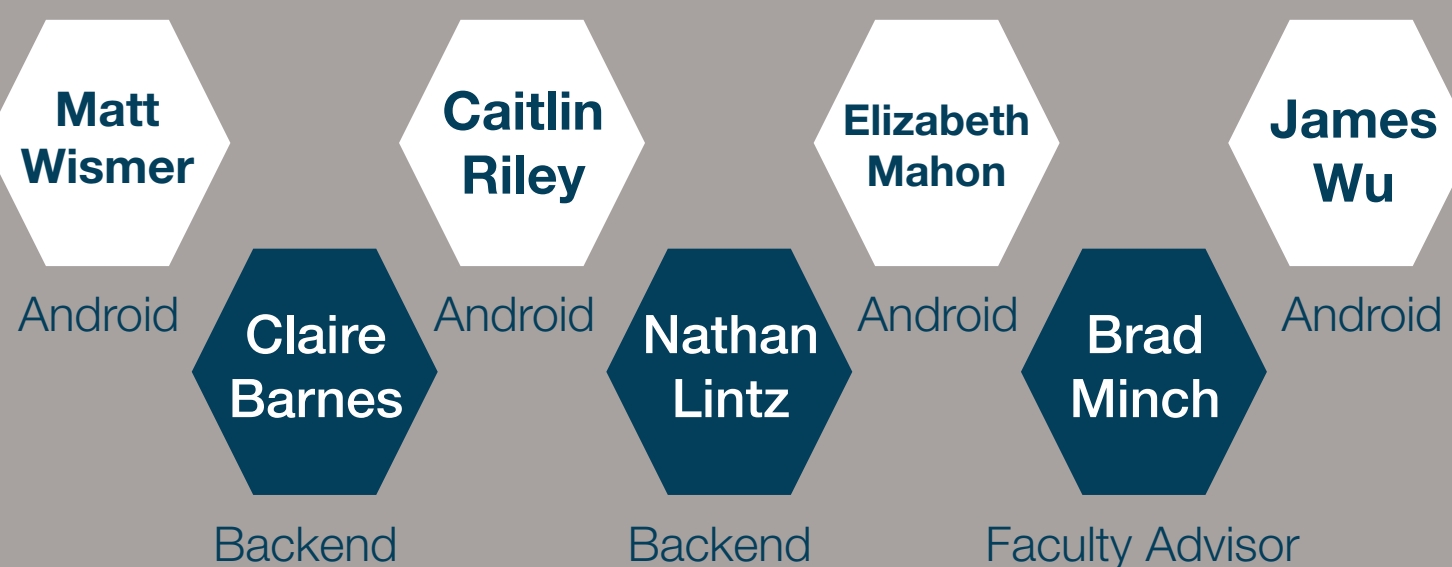 Matt
Wismer
Android
Caitlin
Riley
Android
Elizabeth
Mahon
Android
James
Wu
Android
Claire
Barnes
Backend
Nathan
Lintz
Backend
Brad
Minch
Faculty Advisor